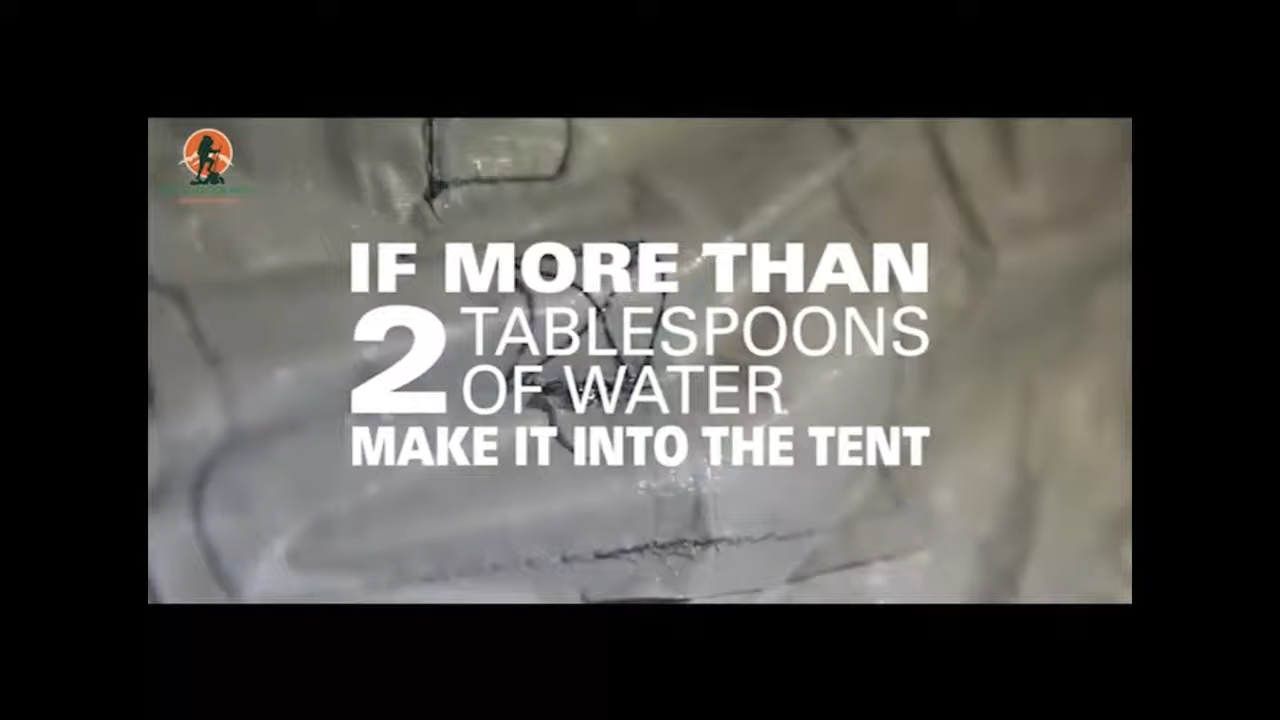 IF MORE THAN
2 TABLESPOONS
OF WATER
MAKE IT INTO THE TENT